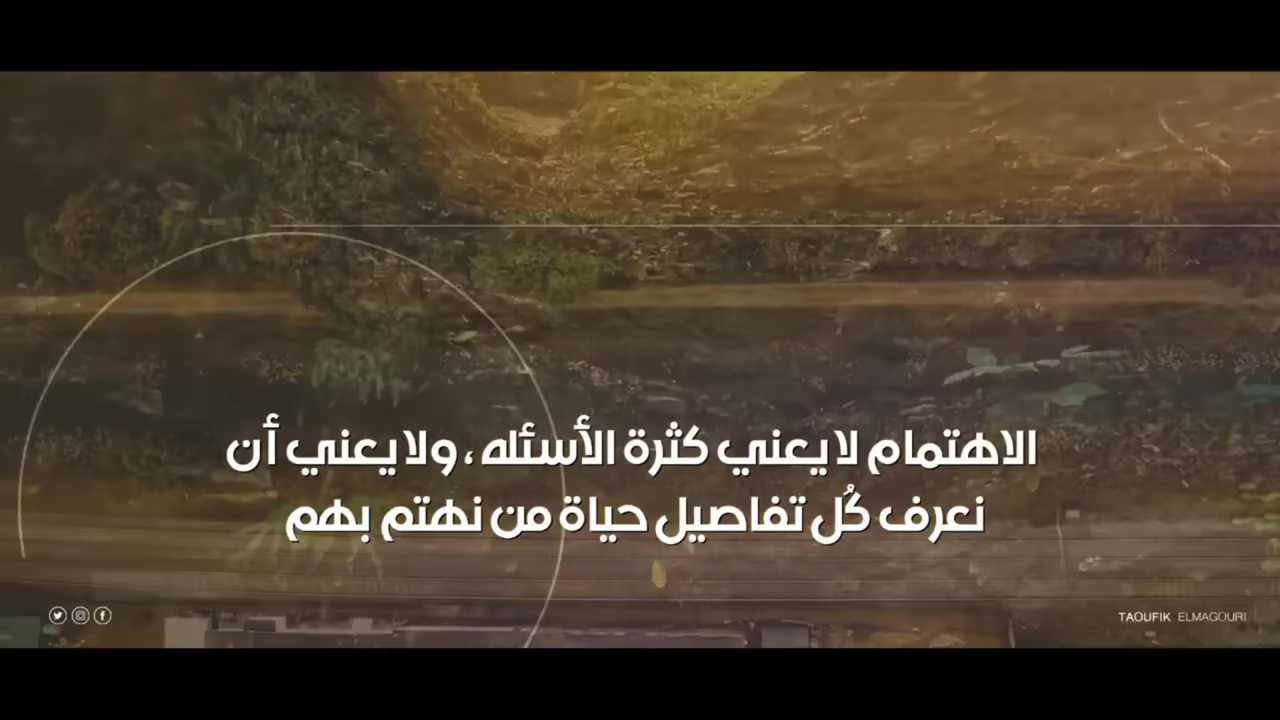 الاهتمام لا يعني كثرة الأسئله ، ولا يعني أن
نعرف كُل تفاصيل حياة من نهتم بهم
TAOUFIK ELMAGOURI